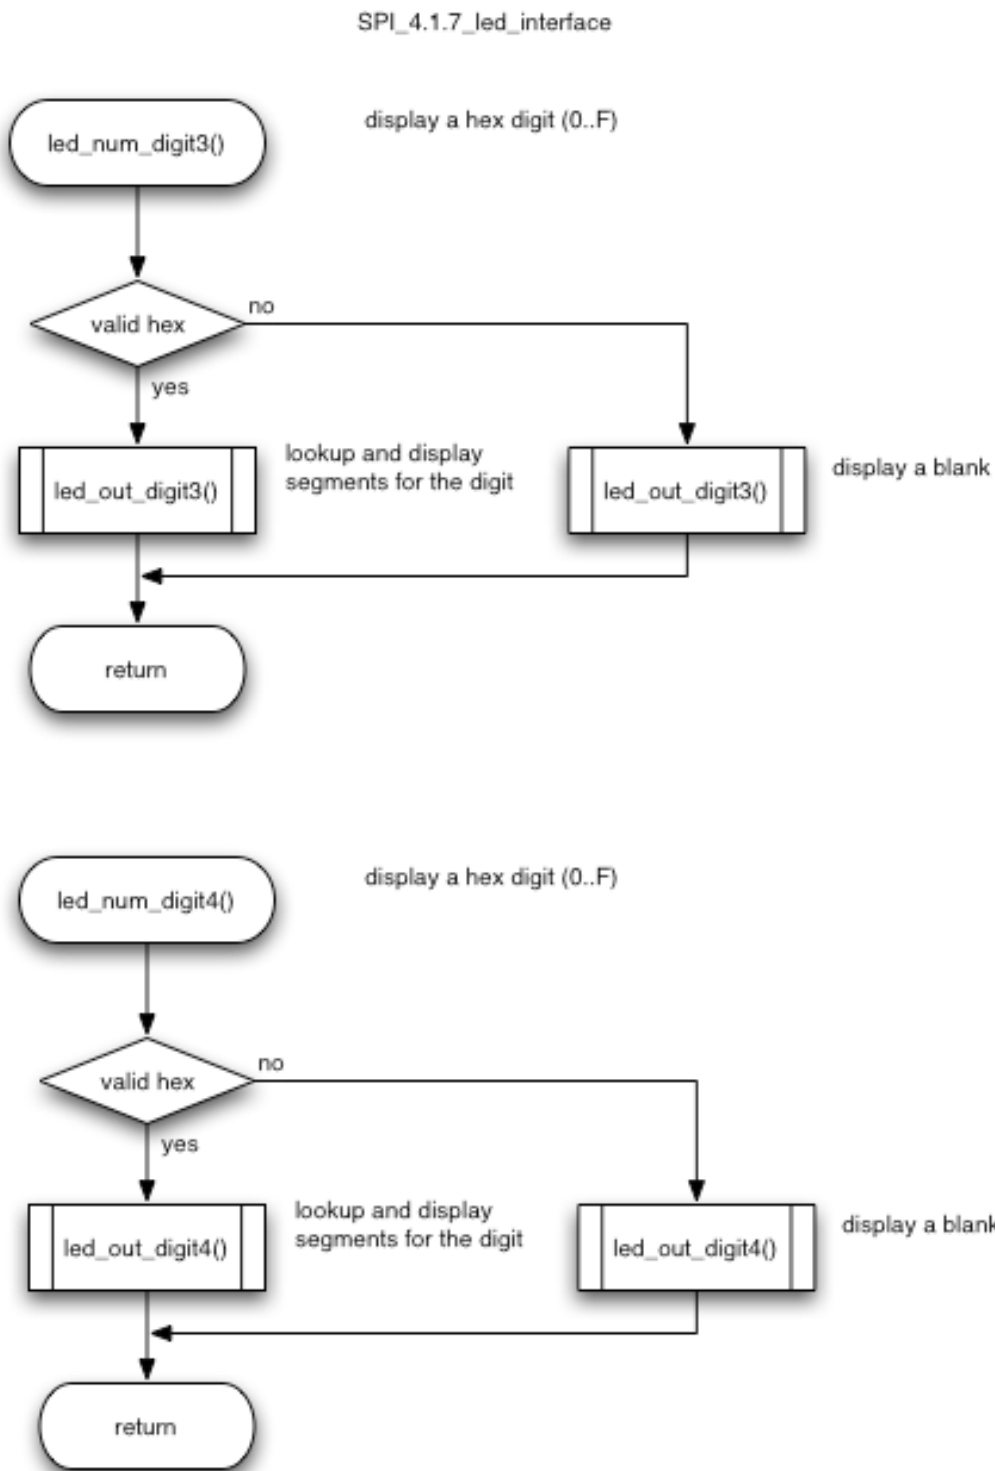 SPI_4.1.7_led_interface
led_num_digit3()
display a hex digit (0..F)
valid hex
no
yes
led_out_digit3()
lookup and display
segments for the digit
led_out_digit3()
display a blank
return
led_num_digit4()
display a hex digit (0..F)
valid hex
no
yes
led_out_digit4()
lookup and display
segments for the digit
led_out_digit4()
display a blank
return